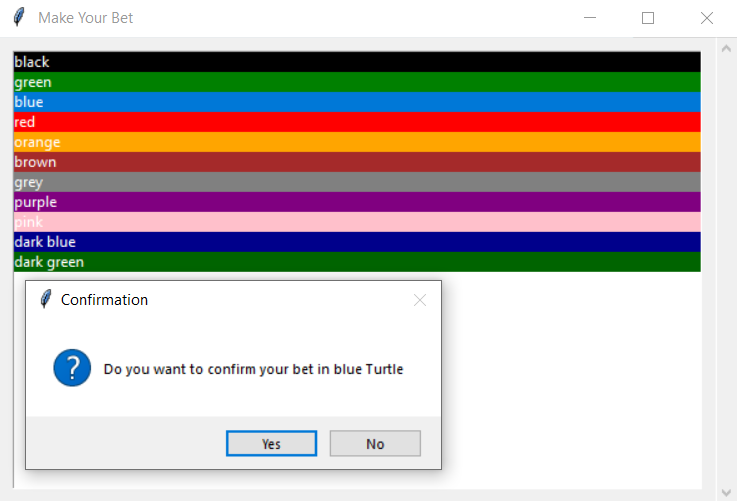 Make Your Bet
black
green
blue
red
orange
brown
grey
purple
pink
dark blue
dark green
Confirmation
?
Do you want to confirm your bet in blue Turtle
Yes No